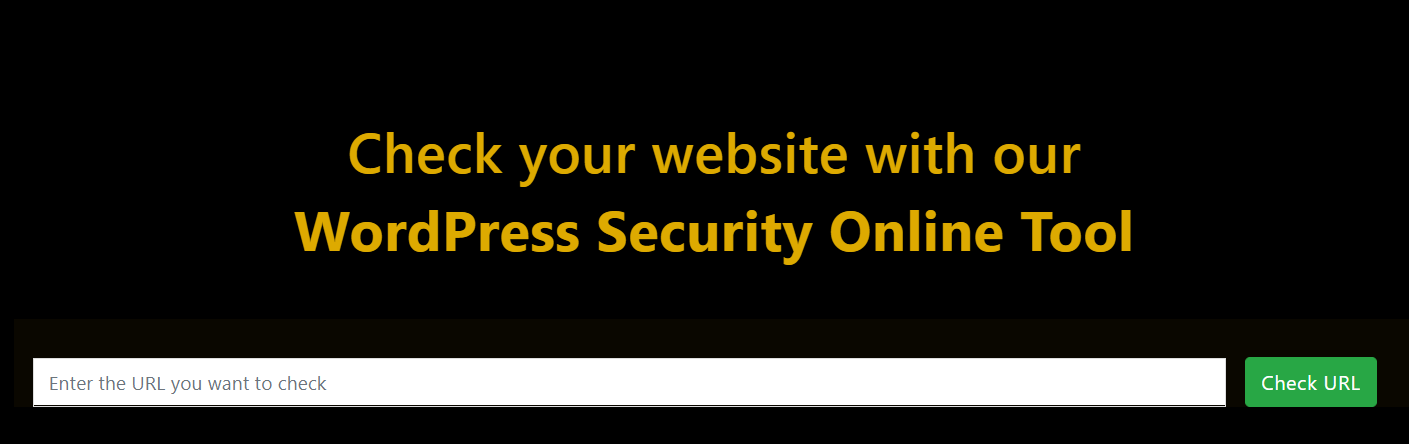 Check your website with our
WordPress Security Online Tool
Enter the URL you want to check
Check URL